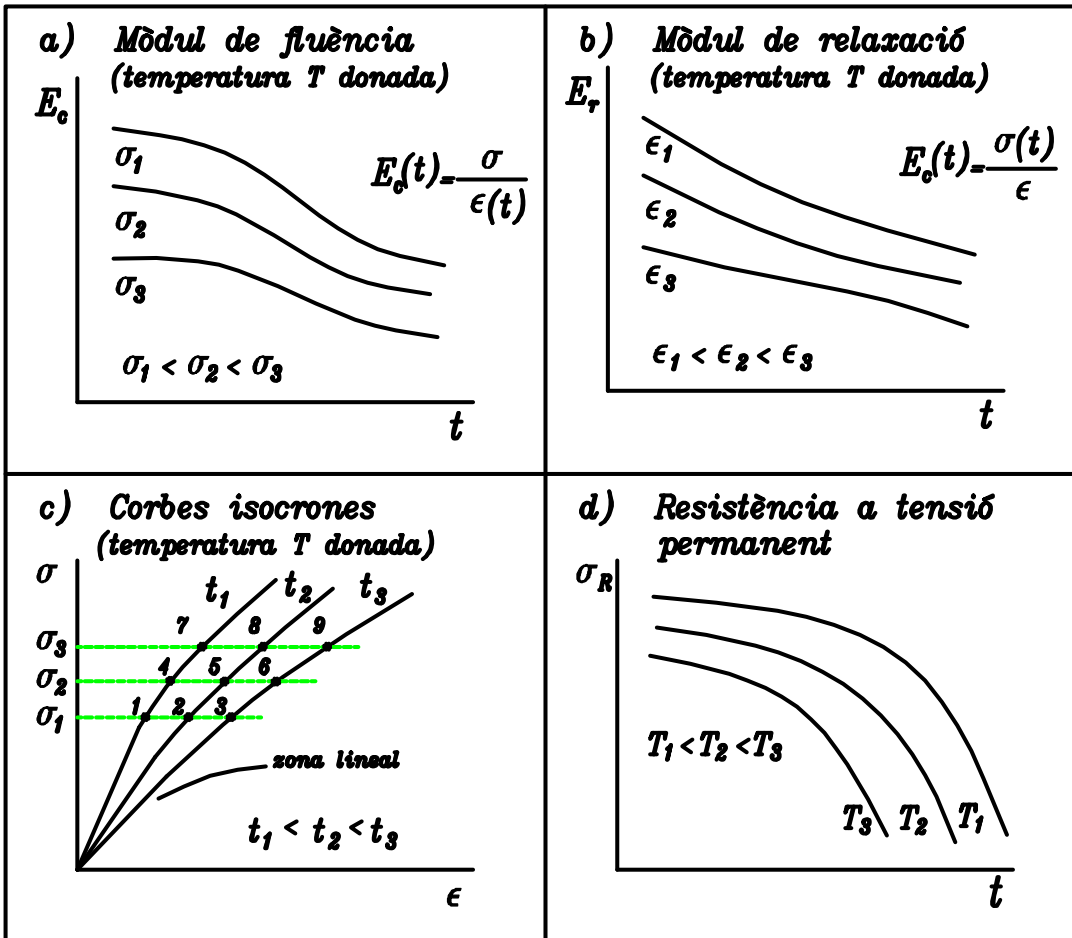 a) Mòdul de fluència
(temperatura T donada)
E_c
σ_1
σ_2
σ_3
E_c(t)=σ/ϵ(t)
σ_1 < σ_2 < σ_3
t
b) Mòdul de relaxació
(temperatura T donada)
E_r
ϵ_1
ϵ_2
ϵ_3
E_c(t)=σ(t)/ϵ
ϵ_1 < ϵ_2 < ϵ_3
t
c) Corbes isocrones
(temperatura T donada)
σ
t_1 t_2 t_3
σ_3 7 8 9
σ_2 4 5 6
σ_1 1 2 3
zona lineal
t_1 < t_2 < t_3
ϵ
d) Resistència a tensió
permanent
σ_R
T_1 < T_2 < T_3
T_3 T_2 T_1
t